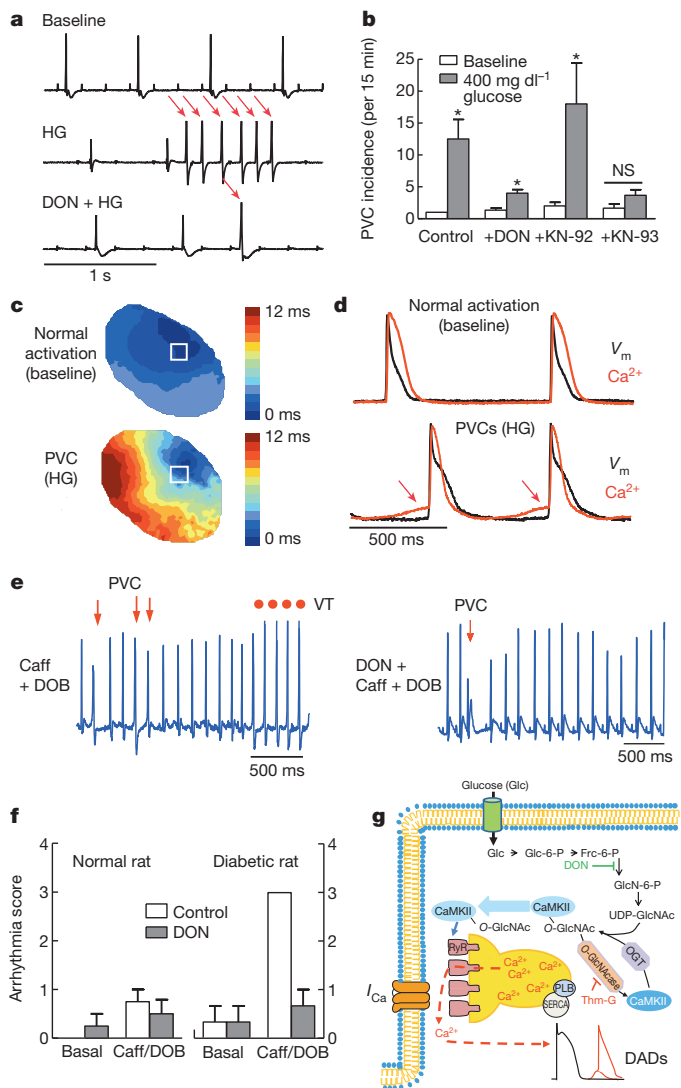 a
Baseline
HG
DON + HG
1 s
b
Baseline
400 mg dl⁻¹
glucose
PVC incidence (per 15 min)
25
20
15
10
5
0
*
*
*
NS
Control
+DON
+KN-92
+KN-93
c
Normal
activation
(baseline)
12 ms
0 ms
PVC
(HG)
12 ms
0 ms
d
Normal activation
(baseline)
Vm
Ca²⁺
PVCs (HG)
Vm
Ca²⁺
500 ms
e
PVC
VT
Caff
+ DOB
500 ms
PVC
DON +
Caff + DOB
500 ms
f
Arrhythmia score
4
3
2
1
0
Normal rat
Diabetic rat
4
3
2
1
0
Control
DON
Basal
Caff/DOB
Basal
Caff/DOB
g
Glucose (Glc)
Glc
Glc-6-P
Frc-6-P
DON
GlcN-6-P
UDP-GlcNAc
CaMKII
CaMKII
O-GlcNAc
O-GlcNAc
O-GlcNAcase
OGT
CaMKII
Thm-G
RyR
Ca²⁺
Ca²⁺
Ca²⁺
Ca²⁺
Ca²⁺
Ca²⁺
PLB
SERCA
ICa
Ca²⁺
DADs